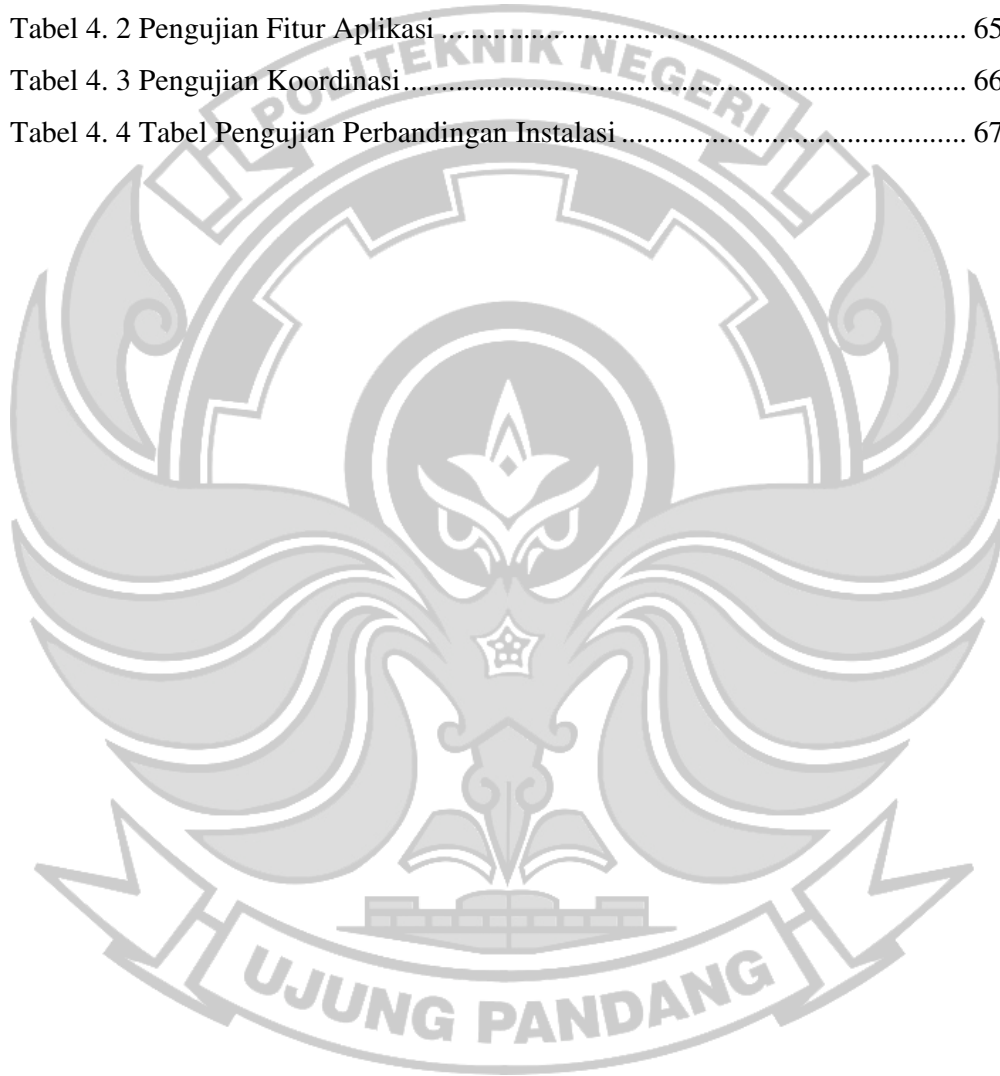 Tabel 4. 2 Pengujian Fitur Aplikasi ...................................................................... 65
Tabel 4. 3 Pengujian Koordinasi........................................................................... 66
Tabel 4. 4 Tabel Pengujian Perbandingan Instalasi .............................................. 67
POLITEKNIK NEGERI
UJUNG PANDANG